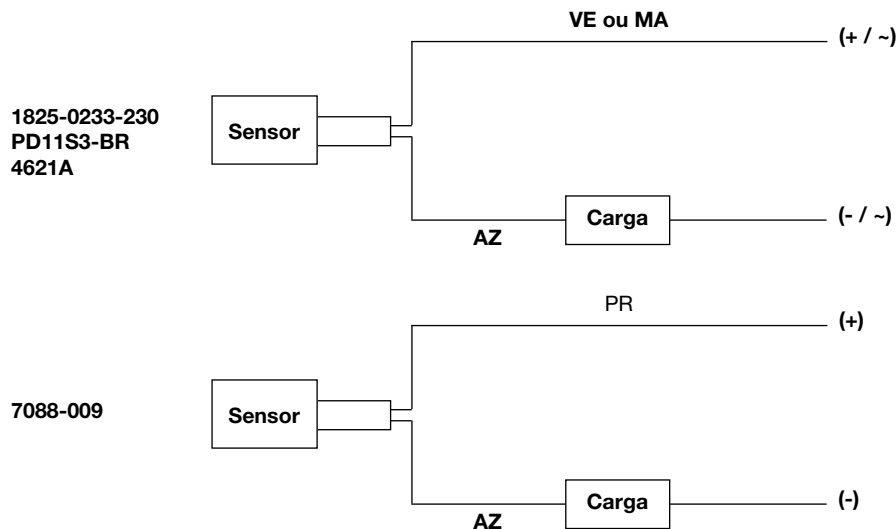 VE ou MA
(+ / ~)
1825-0233-230
PD11S3-BR
4621A
Sensor
AZ
Carga
(- / ~)
PR
(+)
7088-009
Sensor
AZ
Carga
(-)